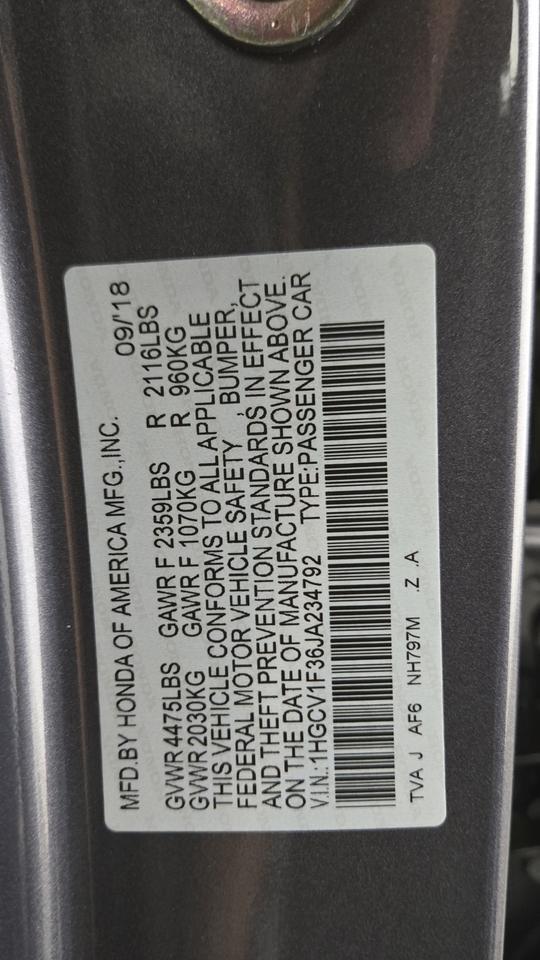 MFD.BY HONDA OF AMERICA MFG.,INC. 09/'18
GVWR 4475LBS GAWR F 2359LBS R 2116LBS
GVWR 2030KG GAWR F 1070KG R 960KG
THIS VEHICLE CONFORMS TO ALL APPLICABLE
FEDERAL MOTOR VEHICLE SAFETY , BUMPER,
AND THEFT PREVENTION STANDARDS IN EFFECT
ON THE DATE OF MANUFACTURE SHOWN ABOVE.
V.I.N.:1HGCV1F36JA234792 TYPE:PASSENGER CAR
TVA J AF6 NH797M .Z .A